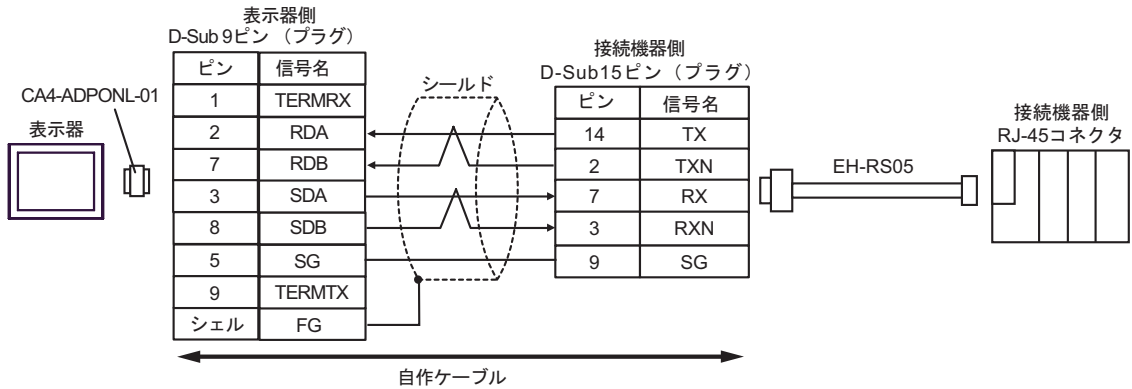 表示器側
D-Sub 9ピン （プラグ）
ピン 信号名
1 TERMRX
2 RDA
7 RDB
3 SDA
8 SDB
5 SG
9 TERMTX
シェル FG
CA4-ADPONL-01
表示器
シールド
接続機器側
D-Sub15ピン（プラグ）
ピン 信号名
14 TX
2 TXN
7 RX
3 RXN
9 SG
EH-RS05
接続機器側
RJ-45コネクタ
自作ケーブル